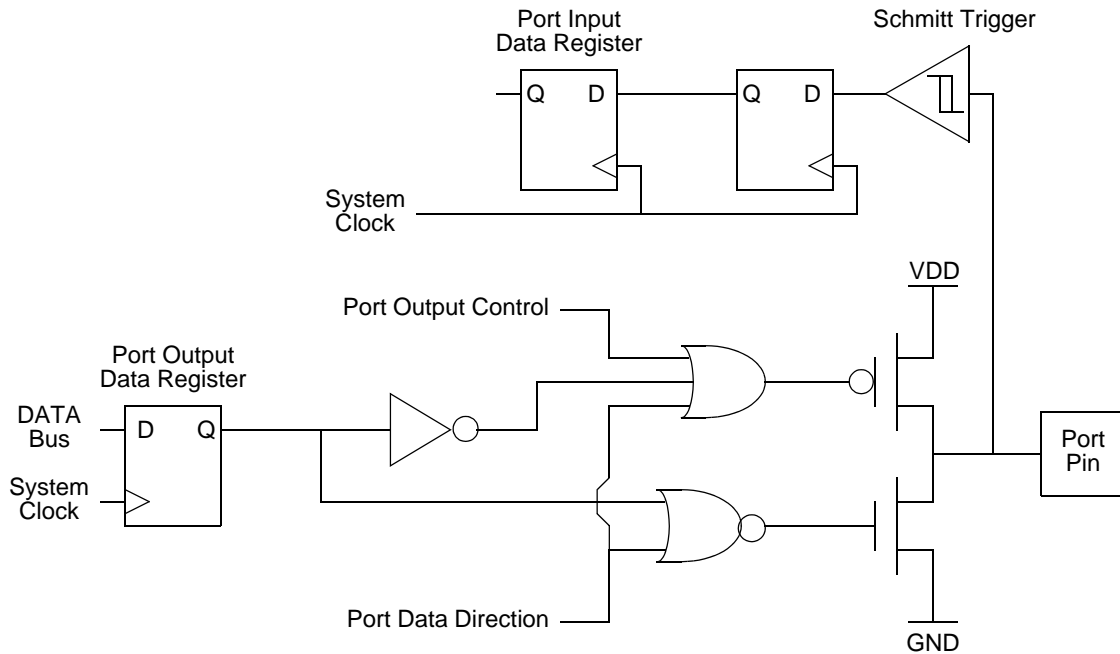 Port Input
Data Register
Schmitt Trigger
Q D
Q D
System
Clock
VDD
Port Output Control
Port Output
Data Register
DATA
Bus
D Q
System
Clock
Port
Pin
Port Data Direction
GND